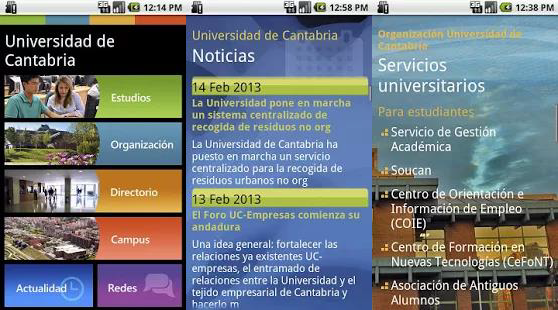 12:14 PM
Universidad de
Cantabria
Estudios
Organización
Directorio
Campus
Actualidad
Redes
12:58 PM
Universidad de Cantabria
Noticias
14 Feb 2013
La Universidad pone en marcha
un sistema centralizado de
recogida de residuos no org
La Universidad de Cantabria ha
puesto en marcha un servicio
centralizado para la recogida de
residuos urbanos no org
13 Feb 2013
El Foro UC-Empresas comienza su
andadura
Una idea general: fortalecer las
relaciones ya existentes UC-
empresas, el entramado de
relaciones entre la Universidad y el
tejido empresarial de Cantabria y
hacerlo m
12:38 PM
Organización Universidad de
Cantabria
Servicios
universitarios
Para estudiantes
Servicio de Gestión
Académica
Soucan
Centro de Orientación e
Información de Empleo
(COIE)
Centro de Formación en
Nuevas Tecnologías (CeFoNT)
Asociación de Antiguos
Alumnos